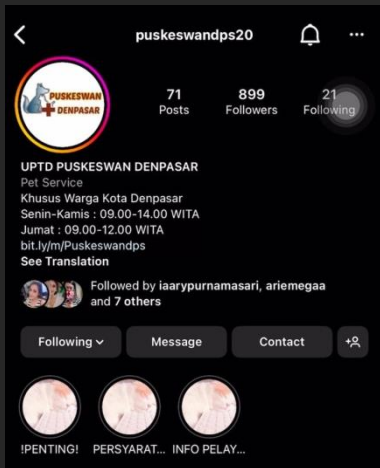 puskeswandps20
PUSKESWAN
DENPASAR
71
Posts
899
Followers
21
Following
UPTD PUSKESWAN DENPASAR
Pet Service
Khusus Warga Kota Denpasar
Senin-Kamis : 09.00-14.00 WITA
Jumat : 09.00-12.00 WITA
bit.ly/m/Puskeswandps
See Translation
Followed by iaarypurnamasari, ariemegaa
and 7 others
Following
Message
Contact
!PENTING!
PERSYARAT...
INFO PELAY...